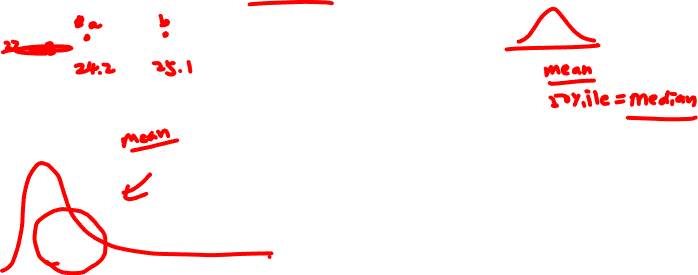 a b
24.2 25.1
mean
50%ile = median
mean